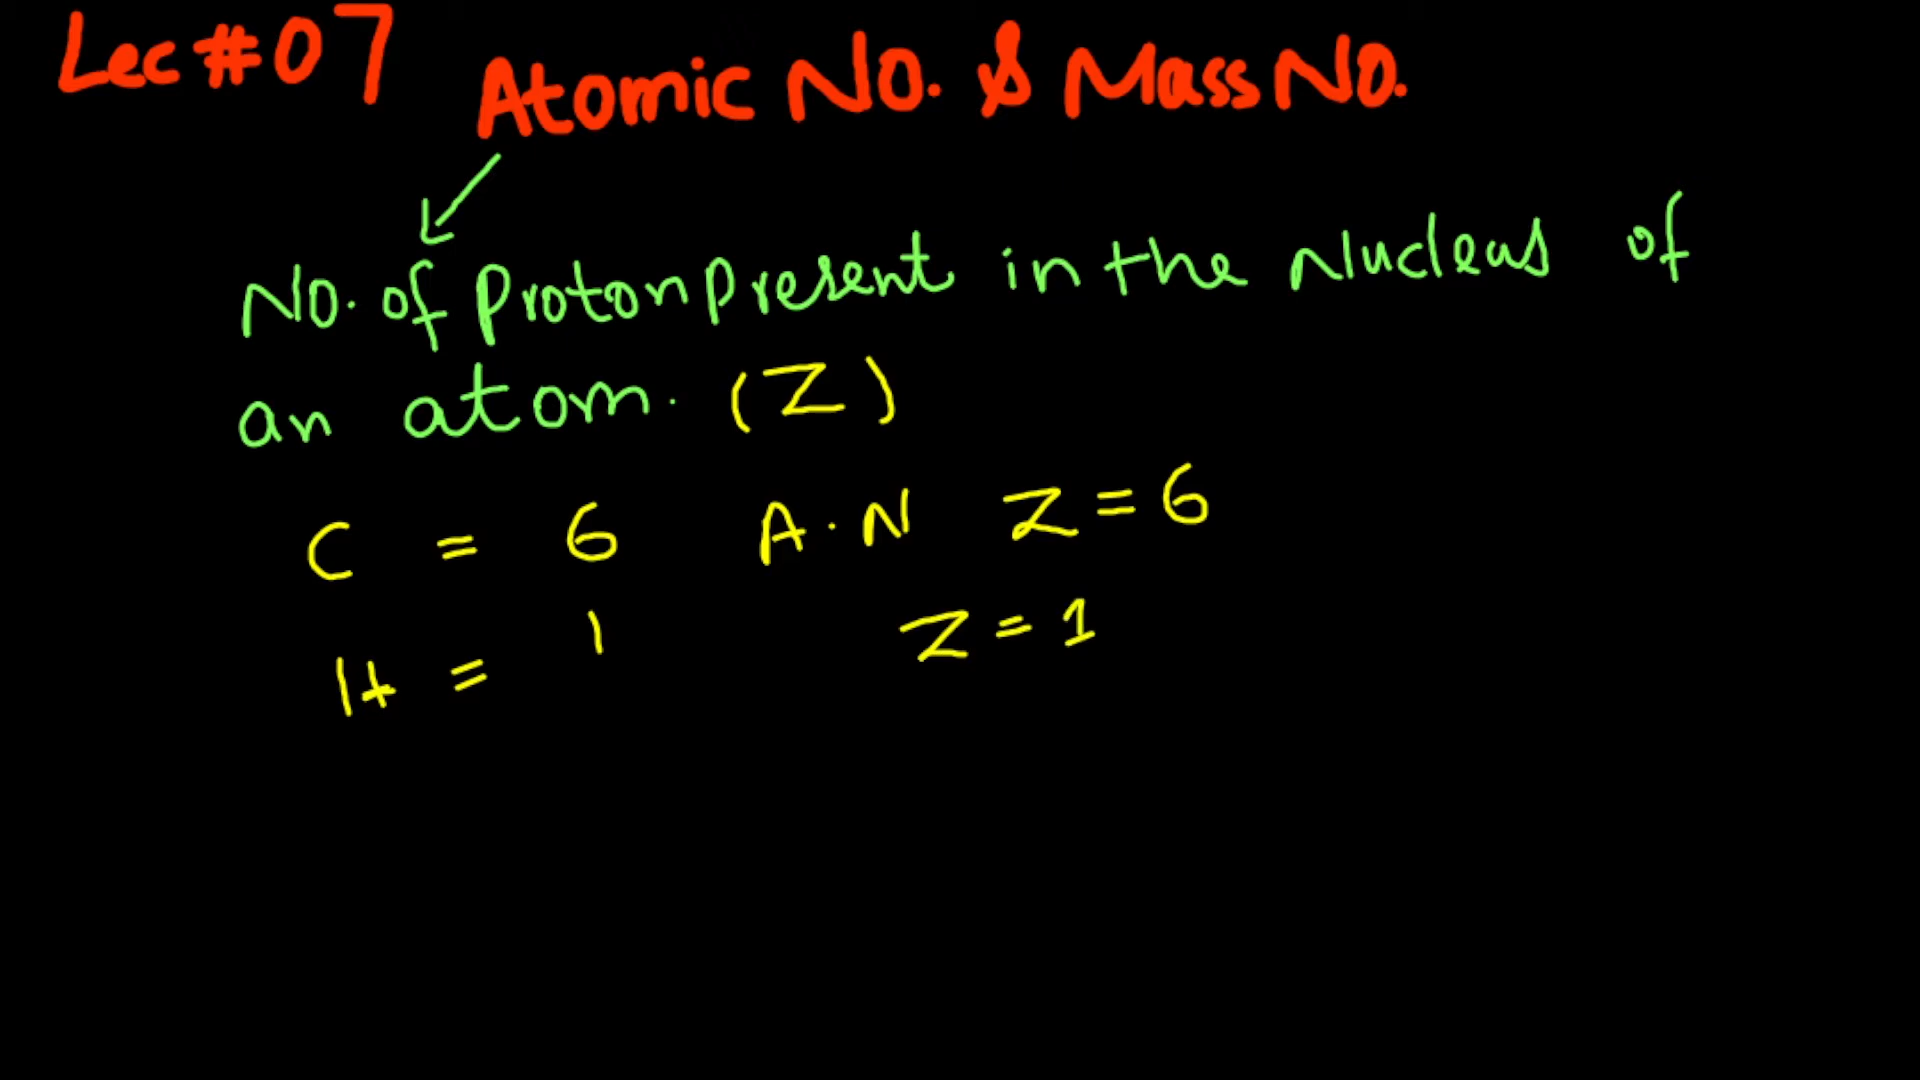 Lec #07 Atomic No. & Mass No.
No. of Proton Present in the Nucleus of
an atom. (Z)
C = 6 A.N Z = 6
H = 1 Z = 1